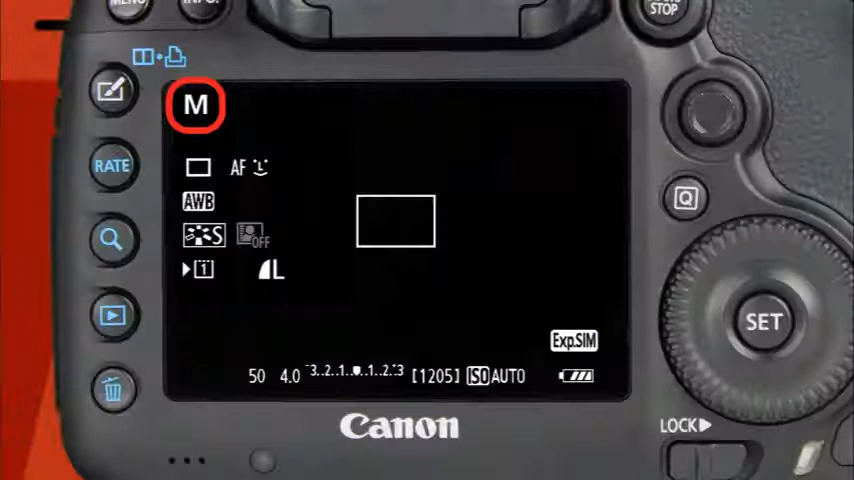 MENU
INFO.
STOP
M
RATE
AF
AWB
S
OFF
1
L
Q
SET
Exp.SIM
50 4.0 -3..2..1..●..1..2..:3 [1205] ISO AUTO
Canon
LOCK▶